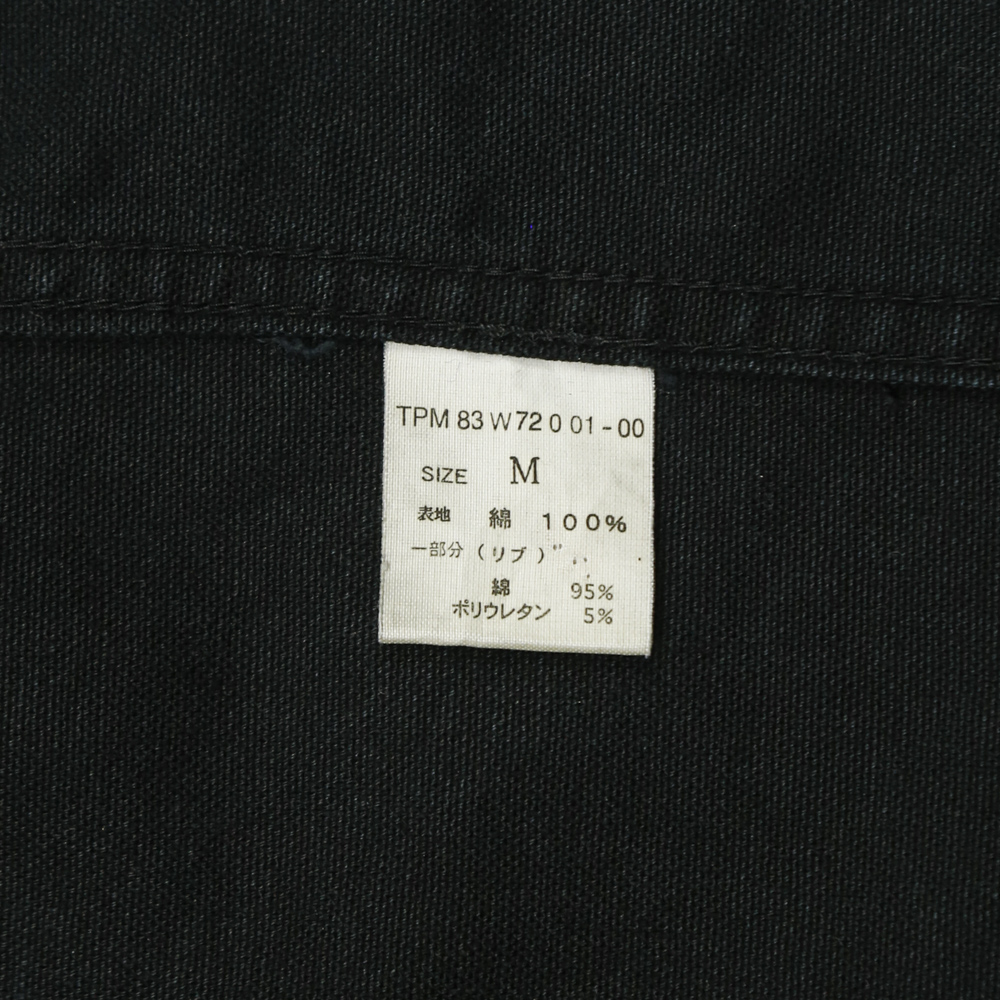 TPM 83 W 72 0 01 - 00
SIZE M
表地 綿 100%
一部分 (リブ)
綿 95%
ポリウレタン 5%